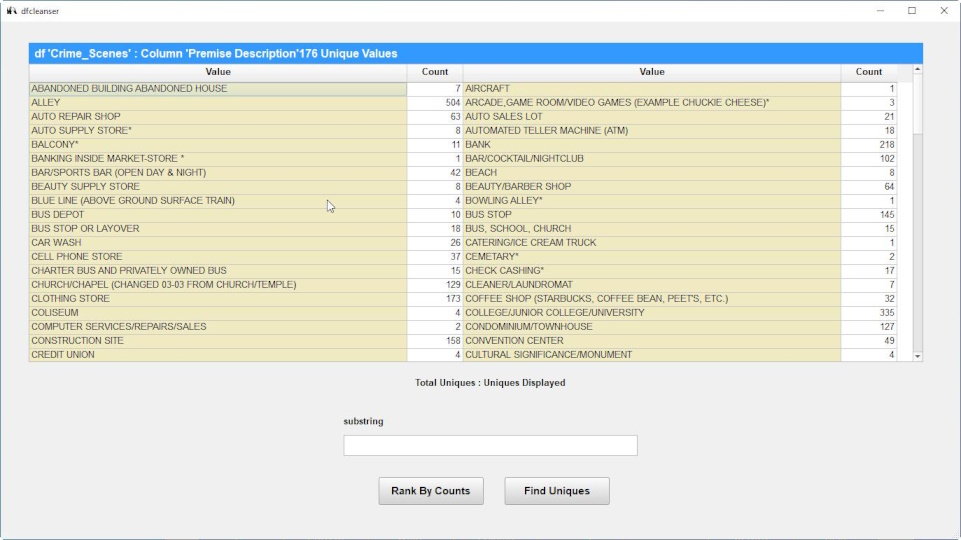 dfcleanser
df 'Crime_Scenes' : Column 'Premise Description'176 Unique Values
Value Count Value Count
ABANDONED BUILDING ABANDONED HOUSE 7 AIRCRAFT 1
ALLEY 504 ARCADE,GAME ROOM/VIDEO GAMES (EXAMPLE CHUCKIE CHEESE)* 3
AUTO REPAIR SHOP 63 AUTO SALES LOT 21
AUTO SUPPLY STORE* 8 AUTOMATED TELLER MACHINE (ATM) 18
BALCONY* 11 BANK 218
BANKING INSIDE MARKET-STORE * 1 BAR/COCKTAIL/NIGHTCLUB 102
BAR/SPORTS BAR (OPEN DAY & NIGHT) 42 BEACH 8
BEAUTY SUPPLY STORE 8 BEAUTY/BARBER SHOP 64
BLUE LINE (ABOVE GROUND SURFACE TRAIN) 4 BOWLING ALLEY* 1
BUS DEPOT 10 BUS STOP 145
BUS STOP OR LAYOVER 18 BUS, SCHOOL, CHURCH 15
CAR WASH 26 CATERING/ICE CREAM TRUCK 1
CELL PHONE STORE 37 CEMETARY* 2
CHARTER BUS AND PRIVATELY OWNED BUS 15 CHECK CASHING* 17
CHURCH/CHAPEL (CHANGED 03-03 FROM CHURCH/TEMPLE) 129 CLEANER/LAUNDROMAT 7
CLOTHING STORE 173 COFFEE SHOP (STARBUCKS, COFFEE BEAN, PEET'S, ETC.) 32
COLISEUM 4 COLLEGE/JUNIOR COLLEGE/UNIVERSITY 335
COMPUTER SERVICES/REPAIRS/SALES 2 CONDOMINIUM/TOWNHOUSE 127
CONSTRUCTION SITE 158 CONVENTION CENTER 49
CREDIT UNION 4 CULTURAL SIGNIFICANCE/MONUMENT 4
Total Uniques : Uniques Displayed
substring
Rank By Counts Find Uniques